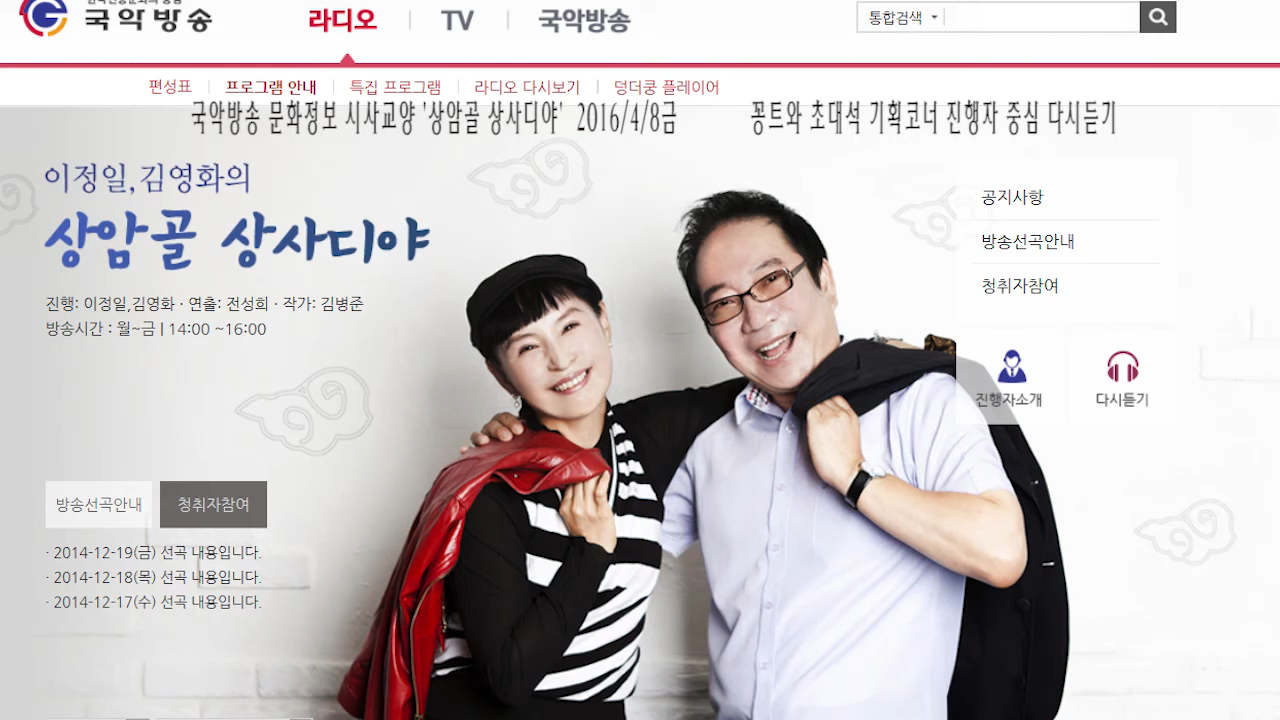 국악방송
라디오
TV
국악방송
통합검색
편성표
프로그램 안내
특집 프로그램
라디오 다시보기
덩더쿵 플레이어
국악방송 문화정보 시사교양 '상암골 상사디야' 2016/4/8금 꽁트와 초대석 기획코너 진행자 중심 다시듣기
이정일,김영화의
상암골 상사디야
진행: 이정일,김영화 · 연출: 전성희 · 작가: 김병준
방송시간 : 월~금 | 14:00 ~16:00
공지사항
방송선곡안내
청취자참여
진행자소개
다시듣기
방송선곡안내
청취자참여
· 2014-12-19(금) 선곡 내용입니다.
· 2014-12-18(목) 선곡 내용입니다.
· 2014-12-17(수) 선곡 내용입니다.